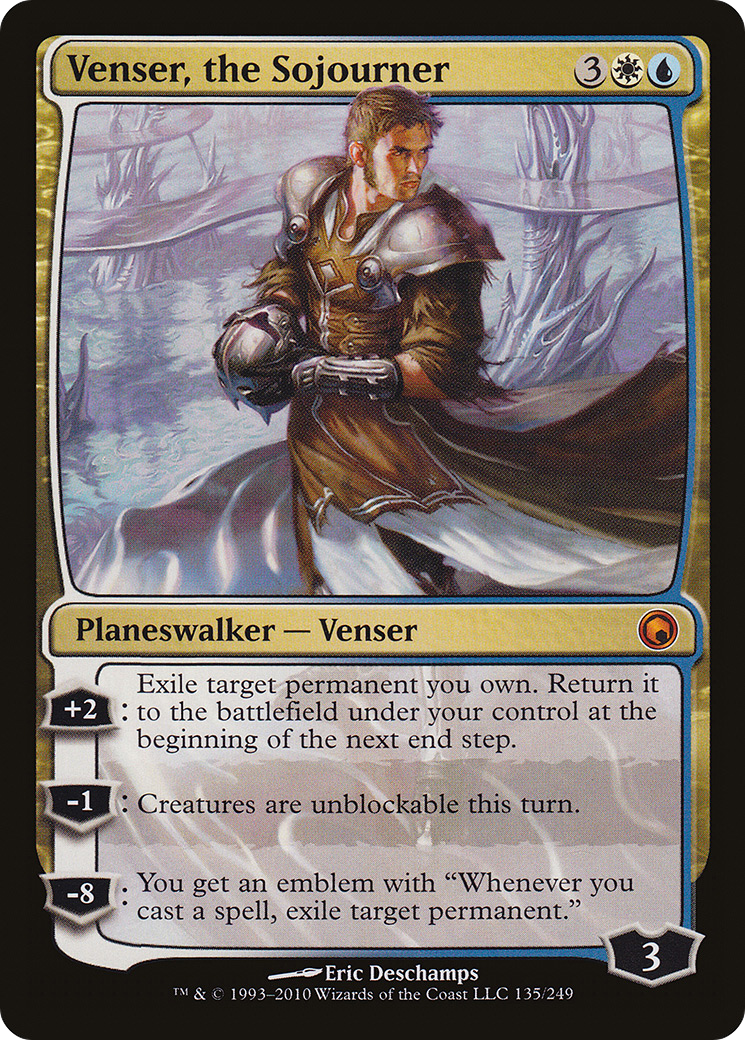 Venser, the Sojourner 3
Planeswalker — Venser
+2 : Exile target permanent you own. Return it
to the battlefield under your control at the
beginning of the next end step.
-1 : Creatures are unblockable this turn.
-8 : You get an emblem with “Whenever you
cast a spell, exile target permanent.”
3
Eric Deschamps
™ & © 1993–2010 Wizards of the Coast LLC 135/249